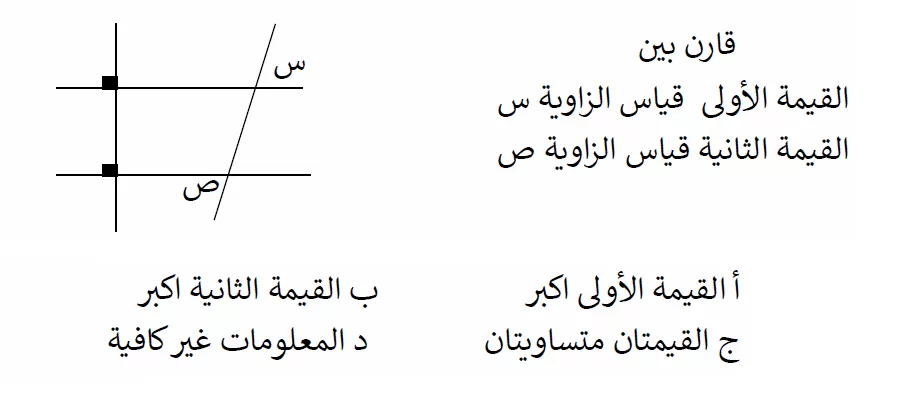 قارن بين
القيمة الأولى قياس الزاوية س
القيمة الثانية قياس الزاوية ص
س
ص
أ القيمة الأولى اكبر
ب القيمة الثانية اكبر
ج القيمتان متساويتان
د المعلومات غير كافية